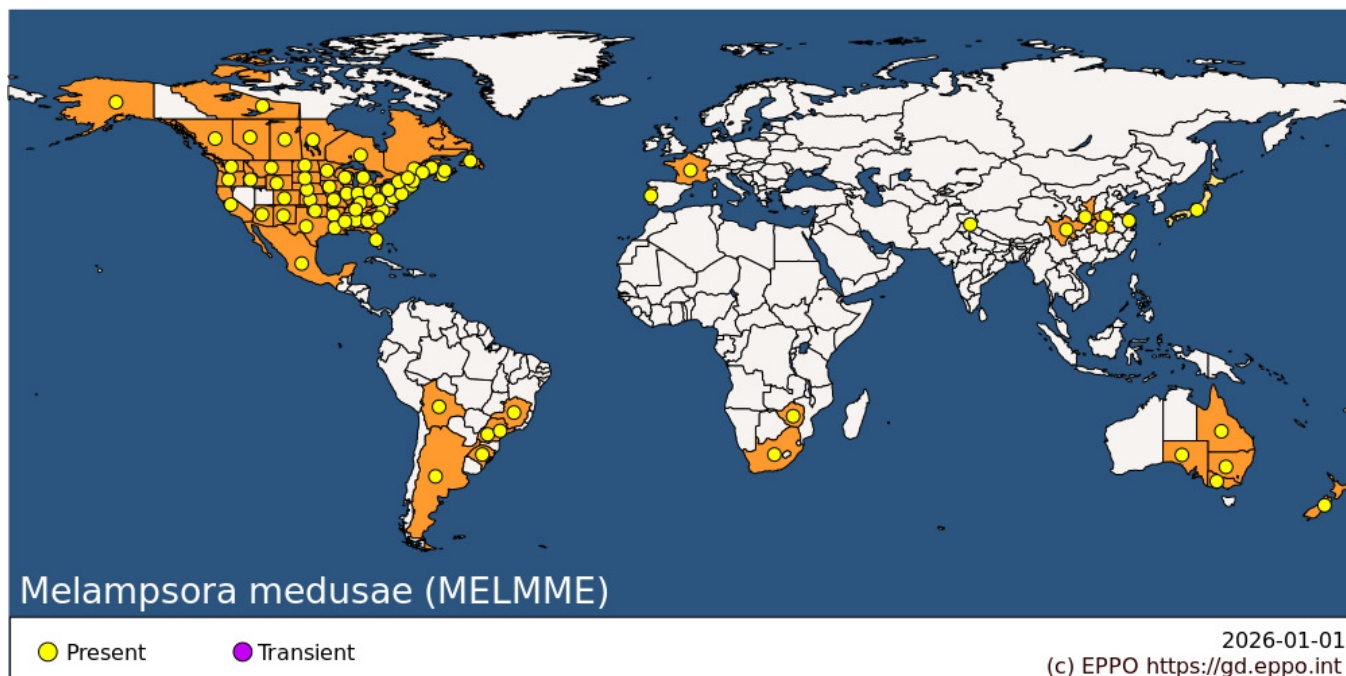 Melampsora medusae (MELMME)
Present
Transient
2026-01-01
(c) EPPO https://gd.eppo.int